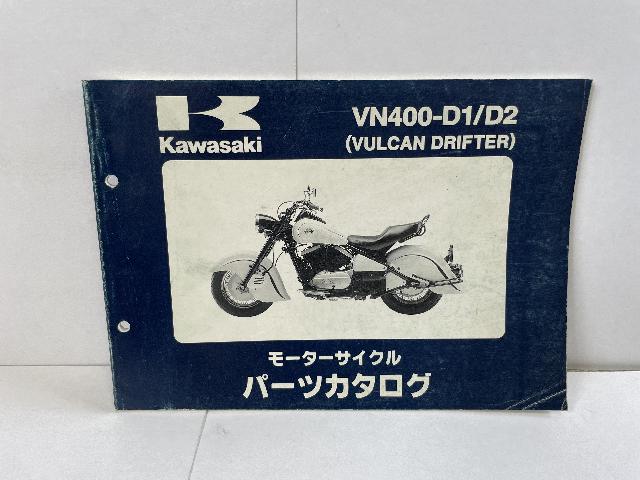 Kawasaki
VN400-D1/D2
(VULCAN DRIFTER)
モーターサイクル
パーツカタログ